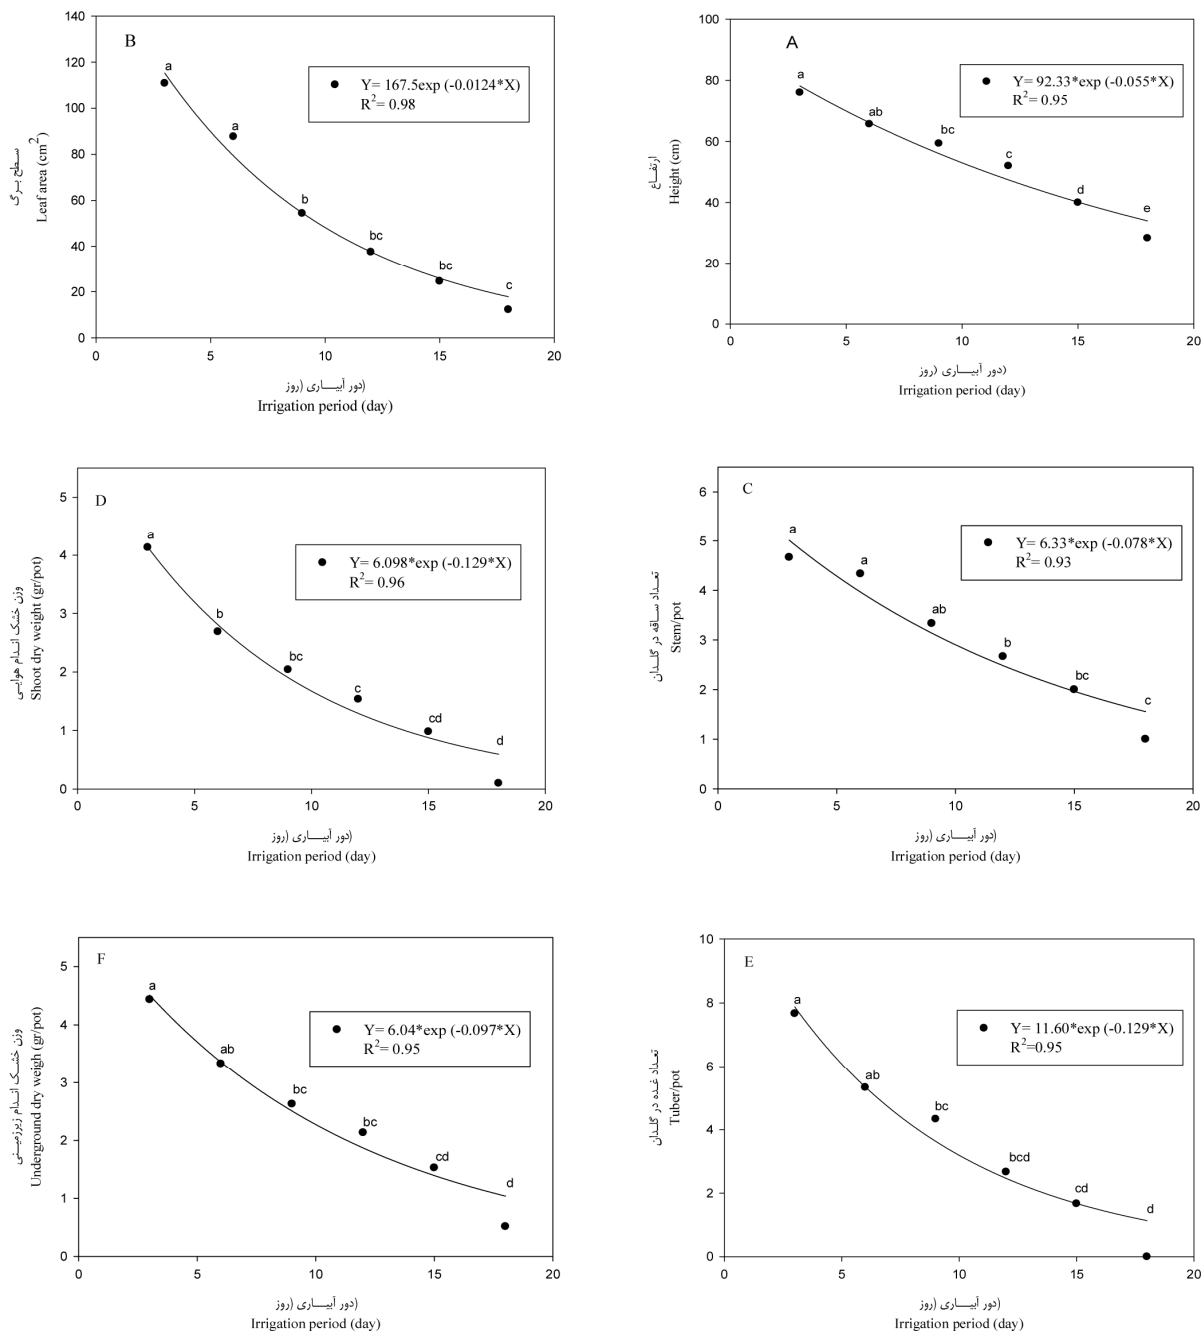 B
140
120
100
80
60
40
20
0
سطح برگ
Leaf area (cm2)
a
a
b
bc
bc
c
Y= 167.5exp (-0.0124*X)
R2= 0.98
0 5 10 15 20
(دور آبیاری (روز
Irrigation period (day)
A
100
80
60
40
20
0
ارتفاع
Height (cm)
a
ab
bc
c
d
e
Y= 92.33*exp (-0.055*X)
R2= 0.95
0 5 10 15 20
(دور آبیاری (روز
Irrigation period (day)
D
5
4
3
2
1
0
وزن خشک اندام هوایی
Shoot dry weight (gr/pot)
a
b
bc
c
cd
d
Y= 6.098*exp (-0.129*X)
R2= 0.96
0 5 10 15 20
(دور آبیاری (روز
Irrigation period (day)
C
6
5
4
3
2
1
0
تعداد ساقه در گلدان
Stem/pot
a
a
ab
b
bc
c
Y= 6.33*exp (-0.078*X)
R2= 0.93
0 5 10 15 20
(دور آبیاری (روز
Irrigation period (day)
F
5
4
3
2
1
0
وزن خشک اندام زیرزمینی
Underground dry weigh (gr/pot)
a
ab
bc
bc
cd
d
Y= 6.04*exp (-0.097*X)
R2= 0.95
0 5 10 15 20
(دور آبیاری (روز
Irrigation period (day)
E
10
8
6
4
2
0
تعداد غده در گلدان
Tuber/pot
a
ab
bc
bcd
cd
d
Y= 11.60*exp (-0.129*X)
R2=0.95
0 5 10 15 20
(دور آبیاری (روز
Irrigation period (day)